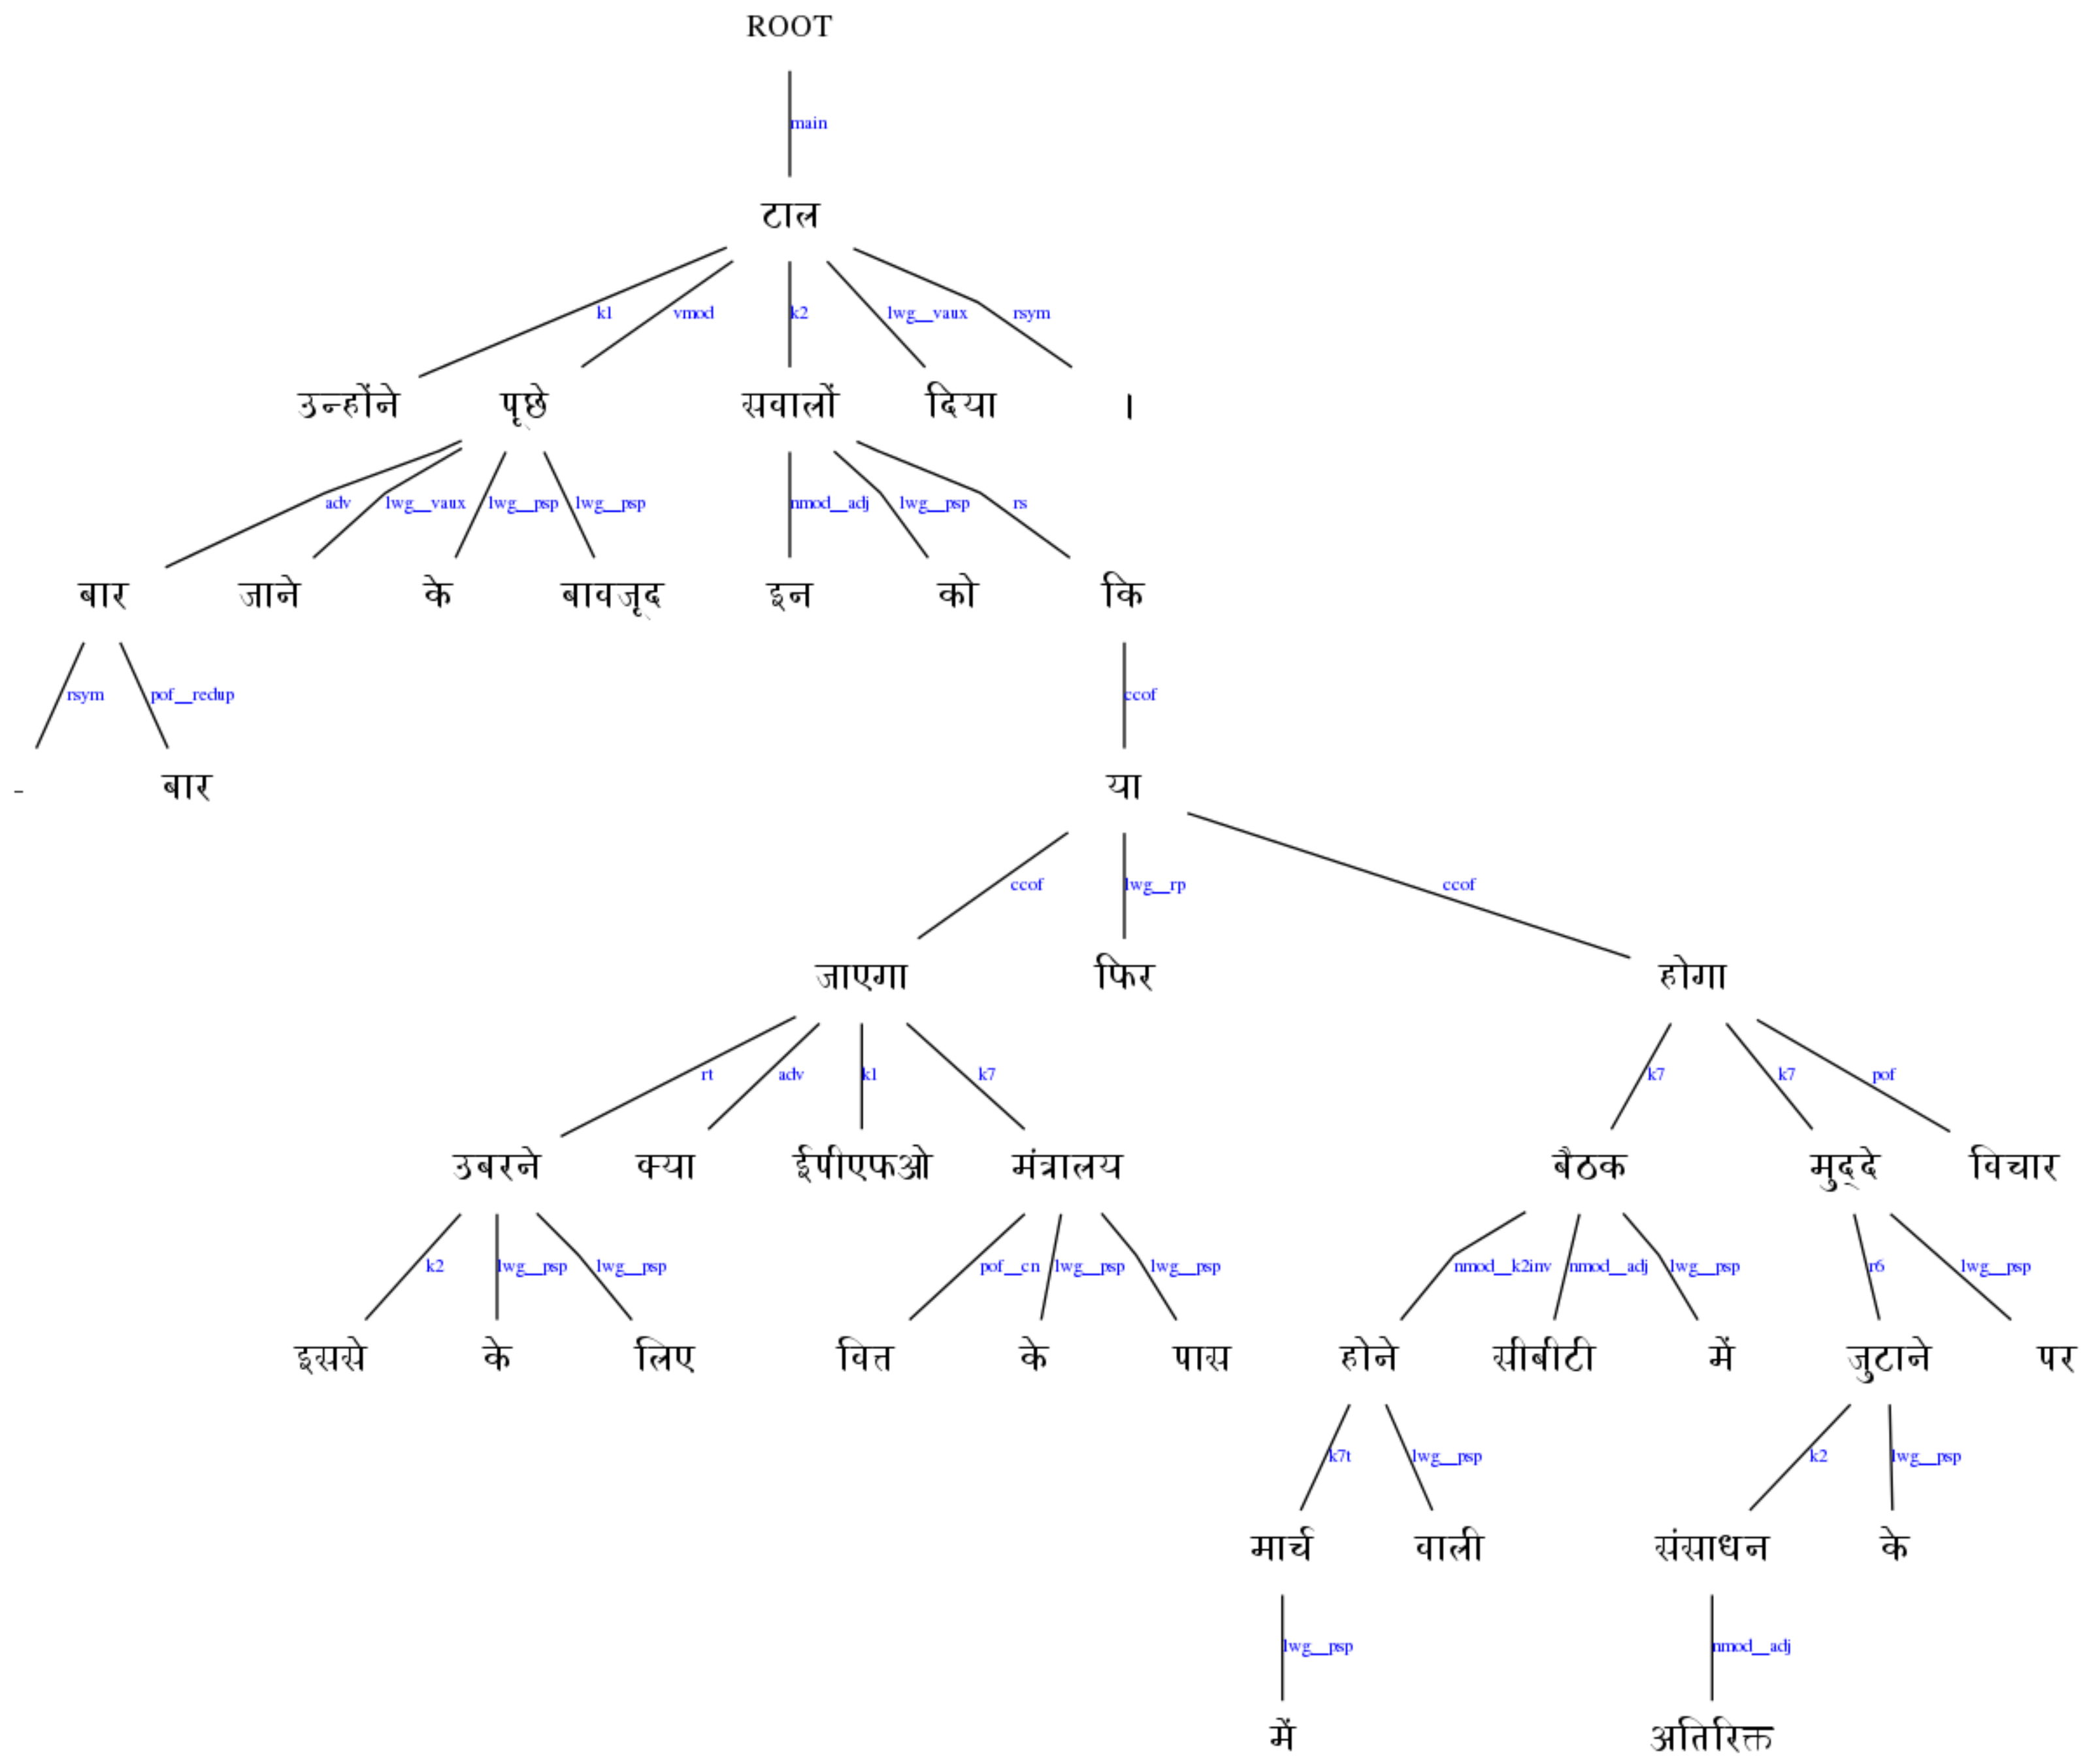 ROOT
main
टाल
k1 vmod k2 lwg__vaux rsym
उन्होंने पूछे सवालों दिया ।
adv lwg__vaux lwg__psp lwg__psp nmod__adj lwg__psp rs
बार जाने के बावजूद इन को कि
rsym pof__redup ccof
- बार या
ccof lwg__rp ccof
जाएगा फिर होगा
rt adv k1 k7 k7 k7 pof
उबरने क्या ईपीएफओ मंत्रालय बैठक मुद्दे विचार
k2 lwg__psp lwg__psp pof__cn lwg__psp lwg__psp nmod__k2inv nmod__adj lwg__psp r6 lwg__psp
इससे के लिए वित्त के पास होने सीबीटी में जुटाने पर
k7t lwg__psp k2 lwg__psp
मार्च वाली संसाधन के
lwg__psp nmod__adj
में अतिरिक्त